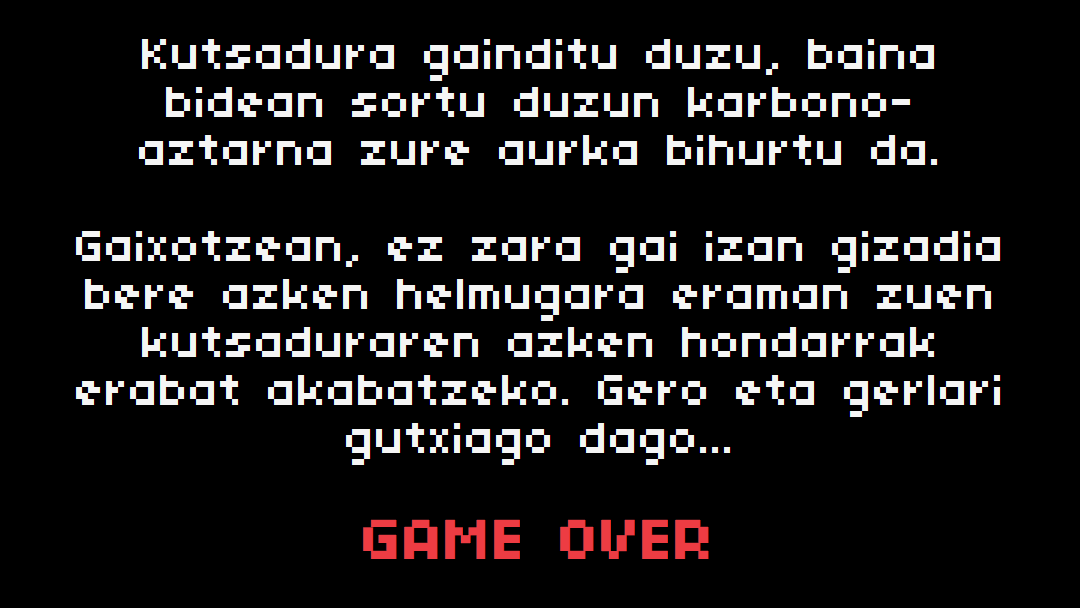 Kutsadura gainditu duzu, baina
bidean sortu duzun karbono-
aztarna zure aurka bihurtu da.
Gaixotzean, ez zara gai izan gizadia
bere azken helmugara eraman zuen
kutsaduraren azken hondarrak
erabat akabatzeko. Gero eta gerlari
gutxiago dago...
GAME OVER